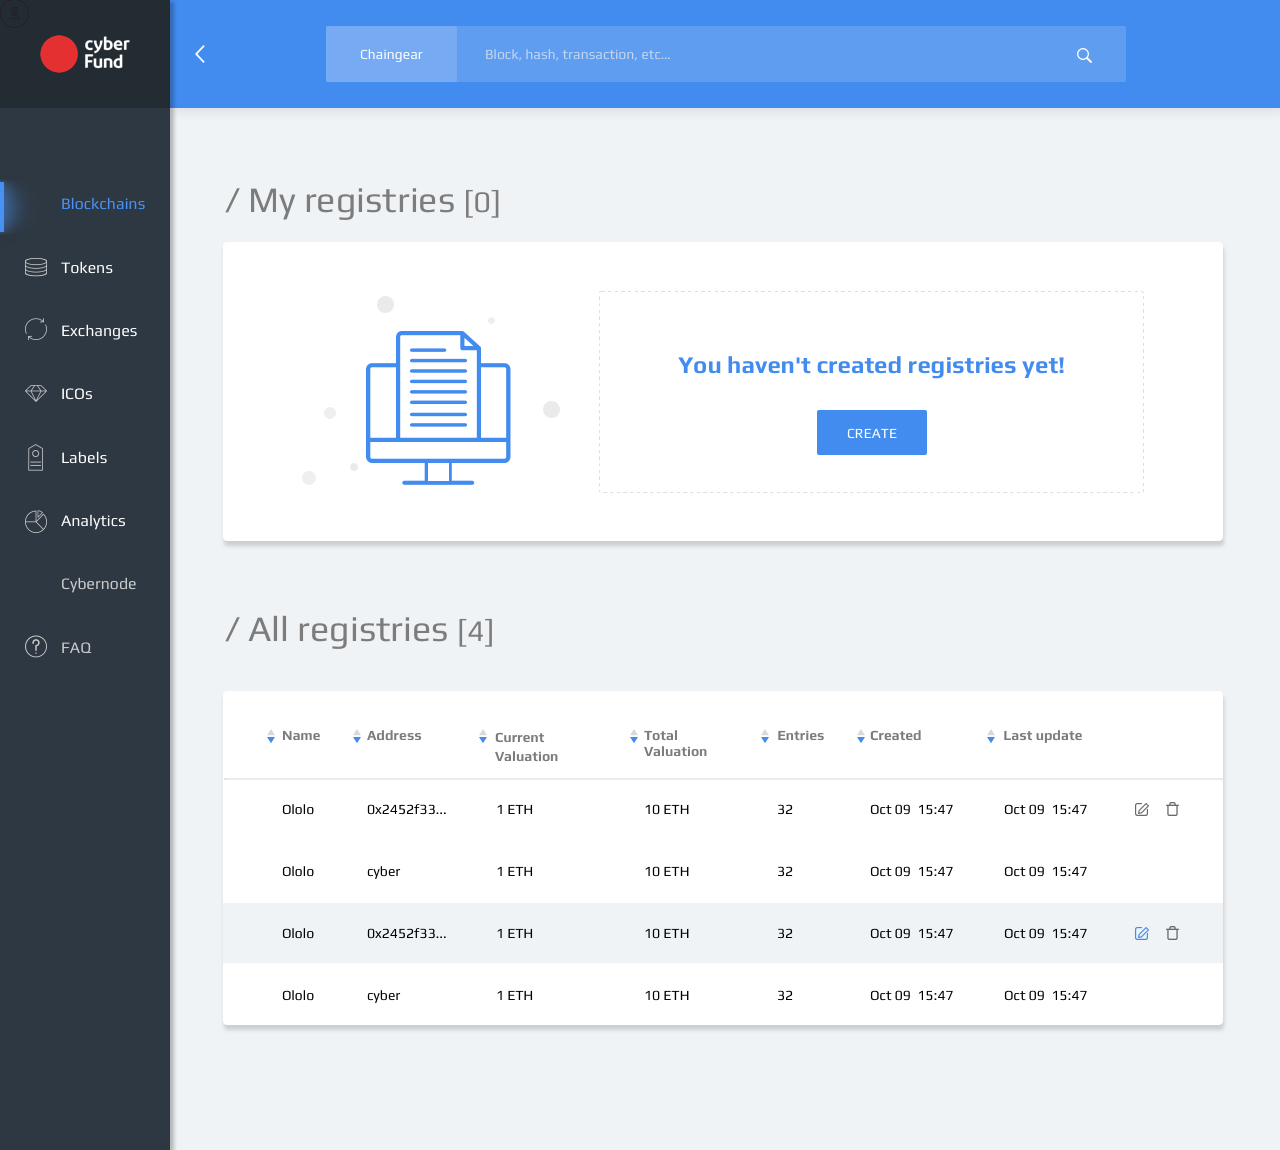 cyber
Fund
Chaingear
Block, hash, transaction, etc...
Blockchains
Tokens
Exchanges
ICOs
Labels
Analytics
Cybernode
FAQ
/ My registries [0]
You haven't created registries yet!
CREATE
/ All registries [4]
Name Address Current Valuation Total Valuation Entries Created Last update
Ololo 0x2452f33... 1 ETH 10 ETH 32 Oct 09 15:47 Oct 09 15:47
Ololo cyber 1 ETH 10 ETH 32 Oct 09 15:47 Oct 09 15:47
Ololo 0x2452f33... 1 ETH 10 ETH 32 Oct 09 15:47 Oct 09 15:47
Ololo cyber 1 ETH 10 ETH 32 Oct 09 15:47 Oct 09 15:47